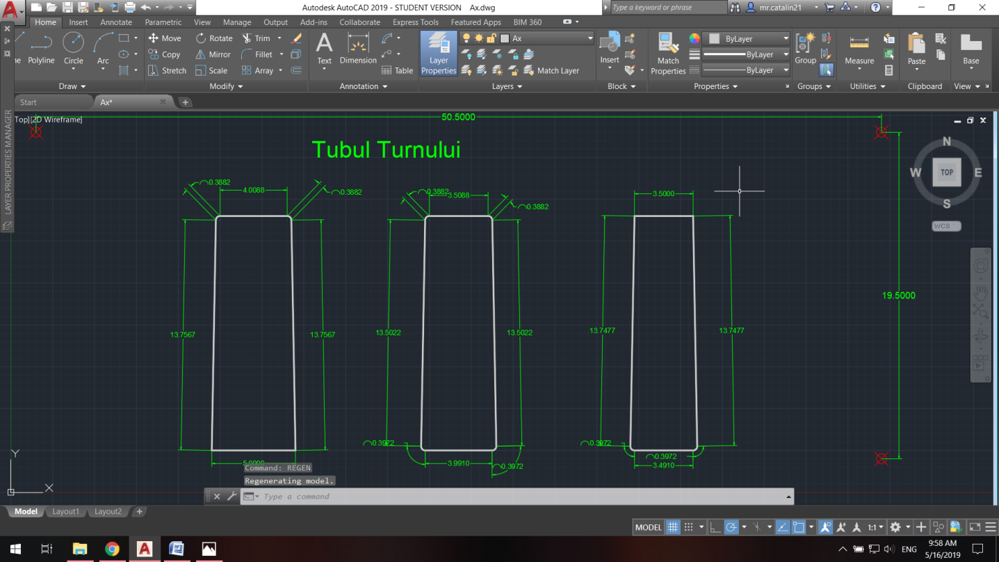 Autodesk AutoCAD 2019 - STUDENT VERSION Ax.dwg
Type a keyword or phrase
mr.catalin21
Home Insert Annotate Parametric View Manage Output Add-ins Collaborate Express Tools Featured Apps BIM 360
ne Polyline Circle Arc
Move Rotate Trim
Copy Mirror Fillet
Stretch Scale Array
Text Dimension Table
Layer Properties
Ax
Match Layer
Insert
Match Properties
ByLayer
ByLayer
ByLayer
Group Measure Paste Base
Draw Modify Annotation Layers Block Properties Groups Utilities Clipboard View
Start Ax*
Top][2D Wireframe]
LAYER PROPERTIES MANAGER
50.5000
Tubul Turnului
N
W TOP E
S
WCS
0.3882 4.0088 0.3882
0.3882 3.5088 0.3882
3.5000
19.5000
13.7567 13.7567 13.5022 13.5022 13.7477 13.7477
0.3972 0.3972
0.3972
5.0000 3.9910 0.3972 3.4910
Y
X
Command: REGEN
Regenerating model.
Type a command
Model Layout1 Layout2
MODEL 1:1
ENG
9:58 AM
5/16/2019